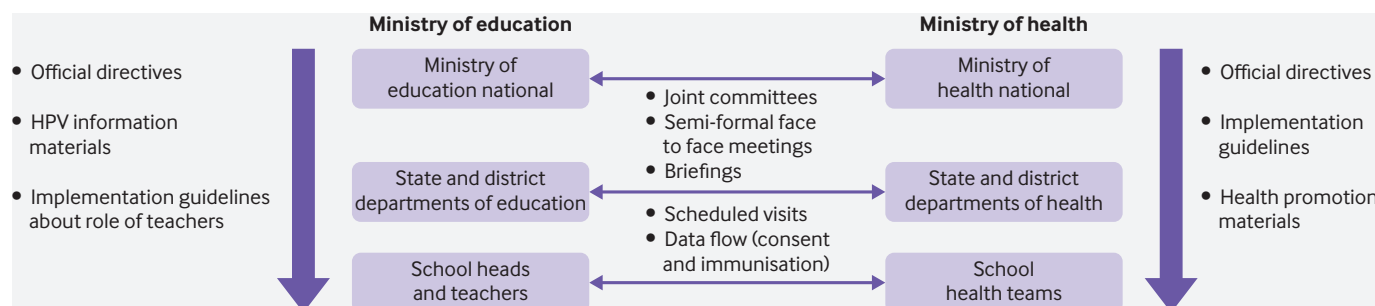 Ministry of education
Ministry of health
• Official directives
• HPV information
materials
• Implementation guidelines
about role of teachers
Ministry of
education national
State and district
departments of education
School heads
and teachers
• Joint committees
• Semi-formal face
to face meetings
• Briefings
• Scheduled visits
• Data flow (consent
and immunisation)
Ministry of
health national
State and district
departments of health
School
health teams
• Official directives
• Implementation
guidelines
• Health promotion
materials